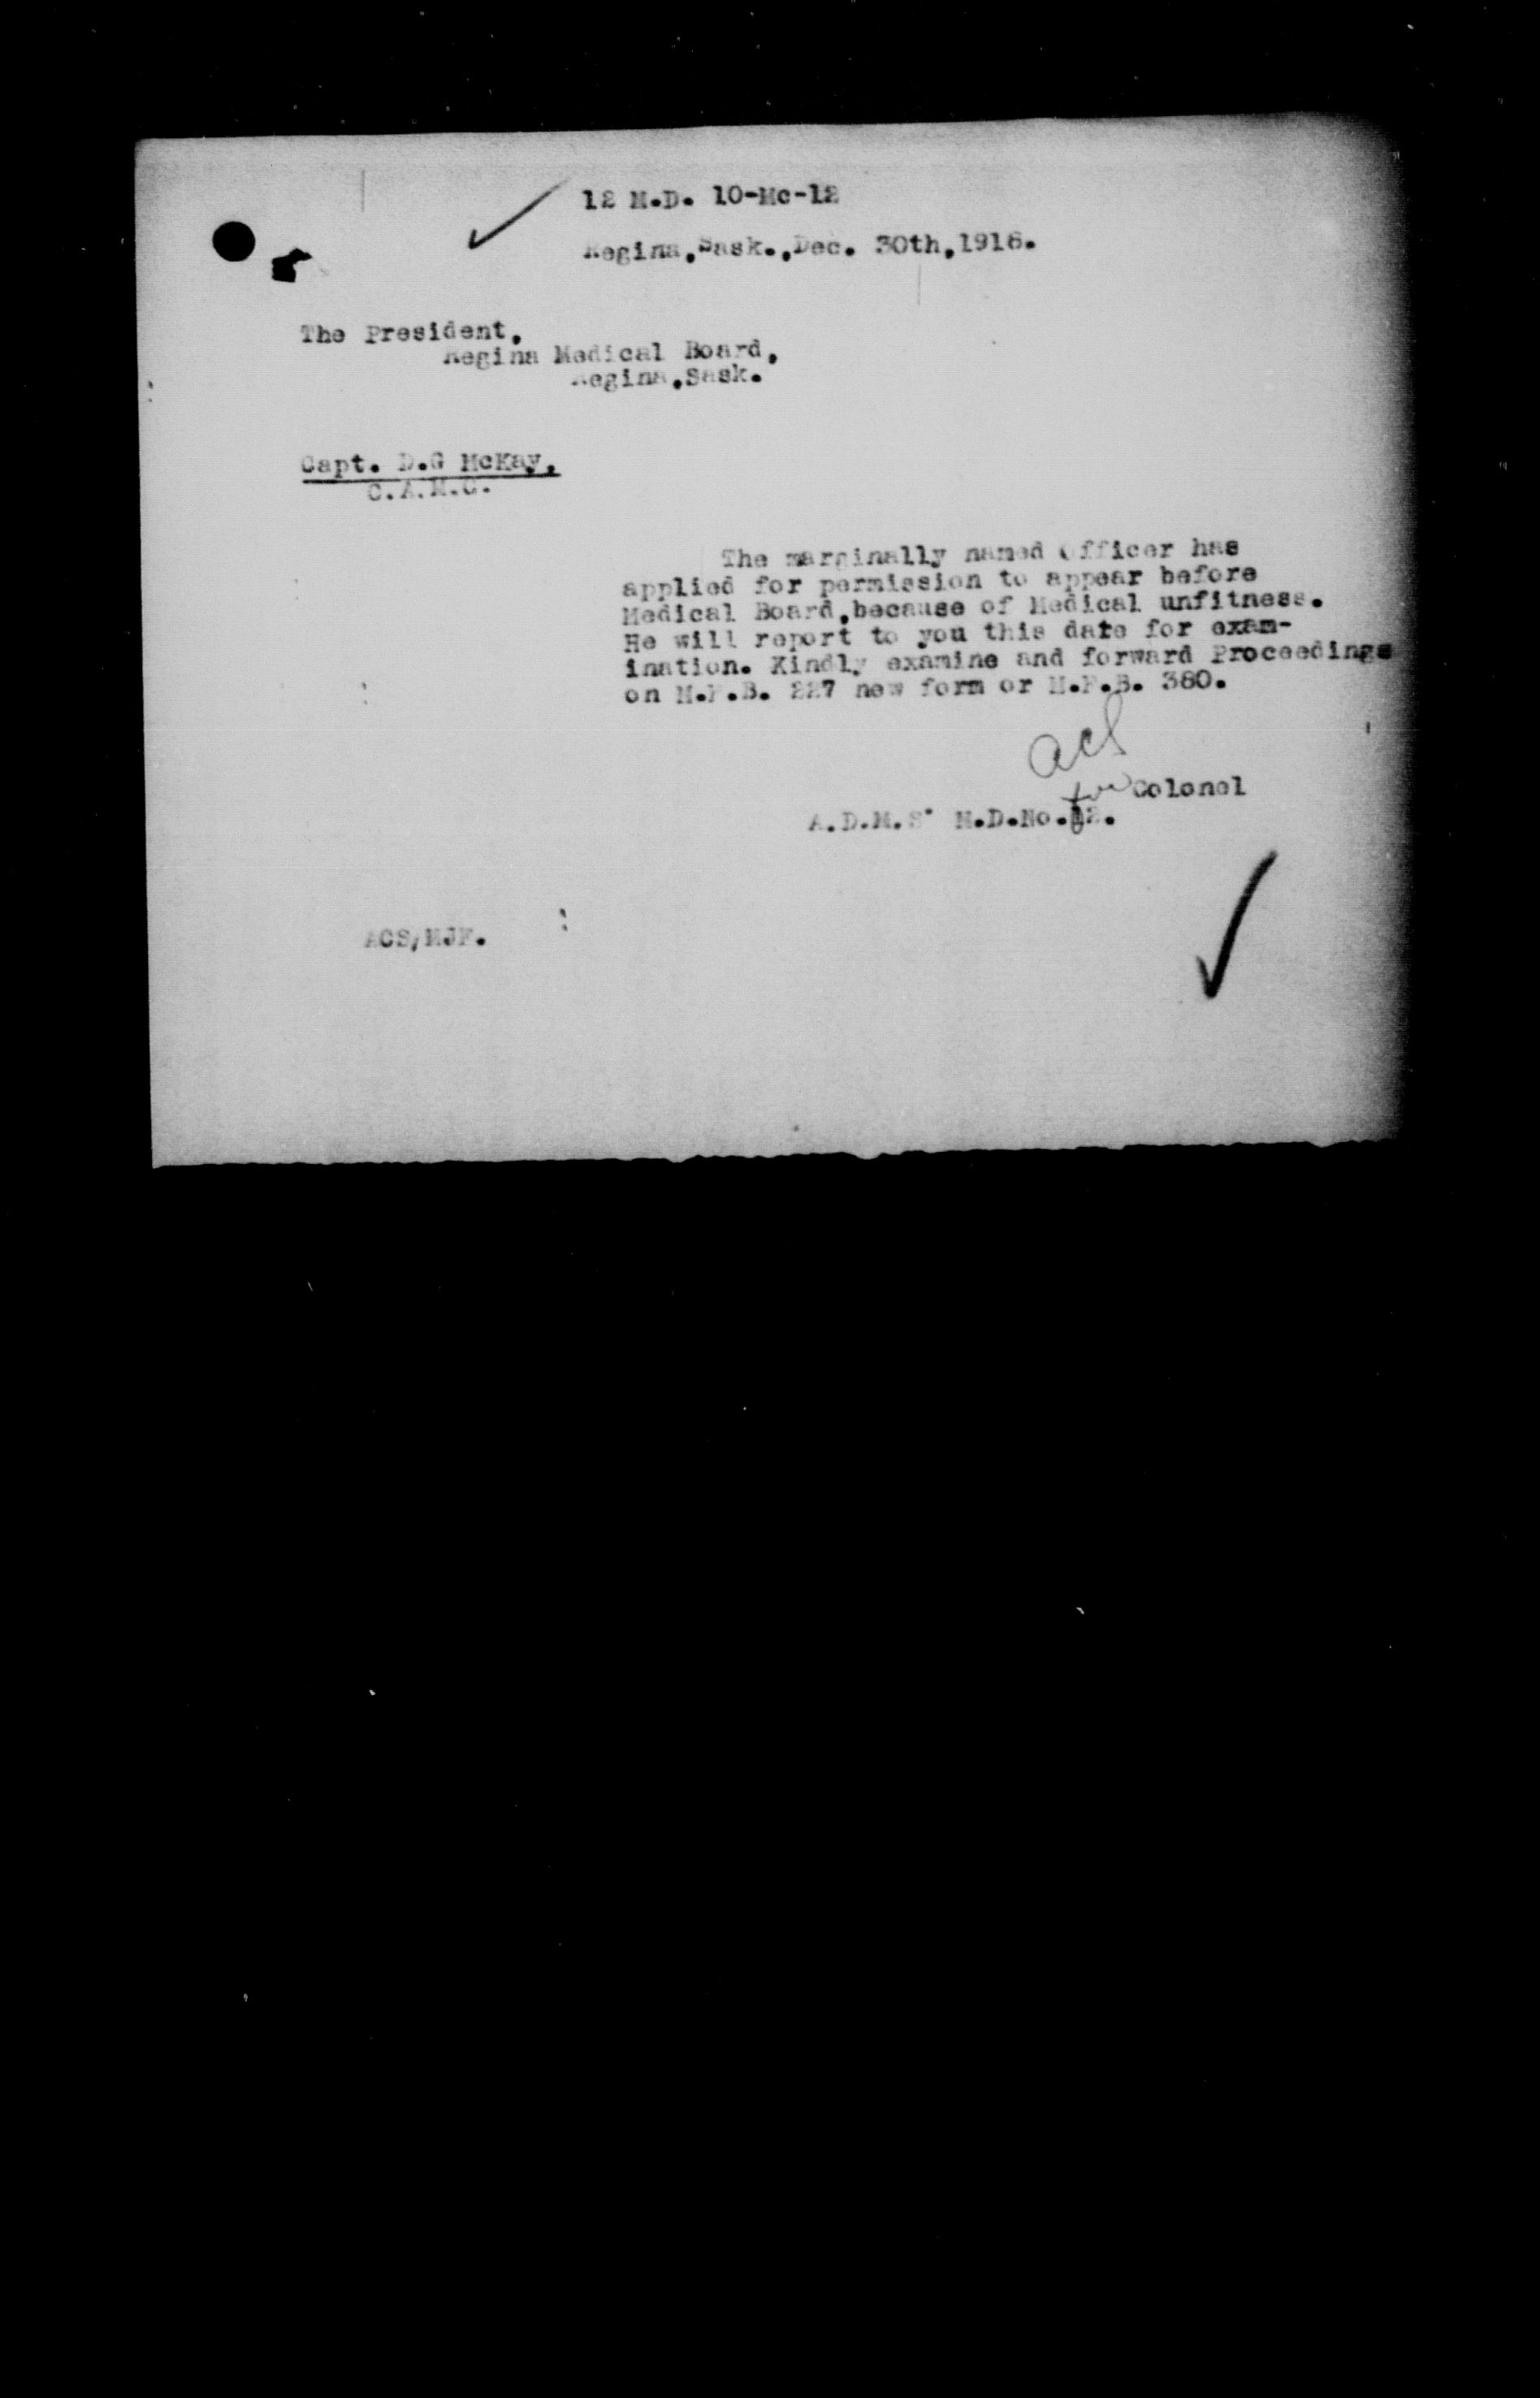 12 M.D. 10-Mc-12
Regina,Sask.,Dec. 30th,1918.
The President,
Regina Medical Board,
Regina,Sask.
Capt. D.G McKay,
C.A.M.C.
The marginally named Officer has
applied for permission to appear before
Medical Board,because of Medical unfitness.
He will report to you this date for exam-
ination. Kindly examine and forward Proceedings
on M.F.B. 227 new form or M.F.B. 380.
ACS
for Colonel
A.D.M.S. M.D.No.12.
ACS/MJF.